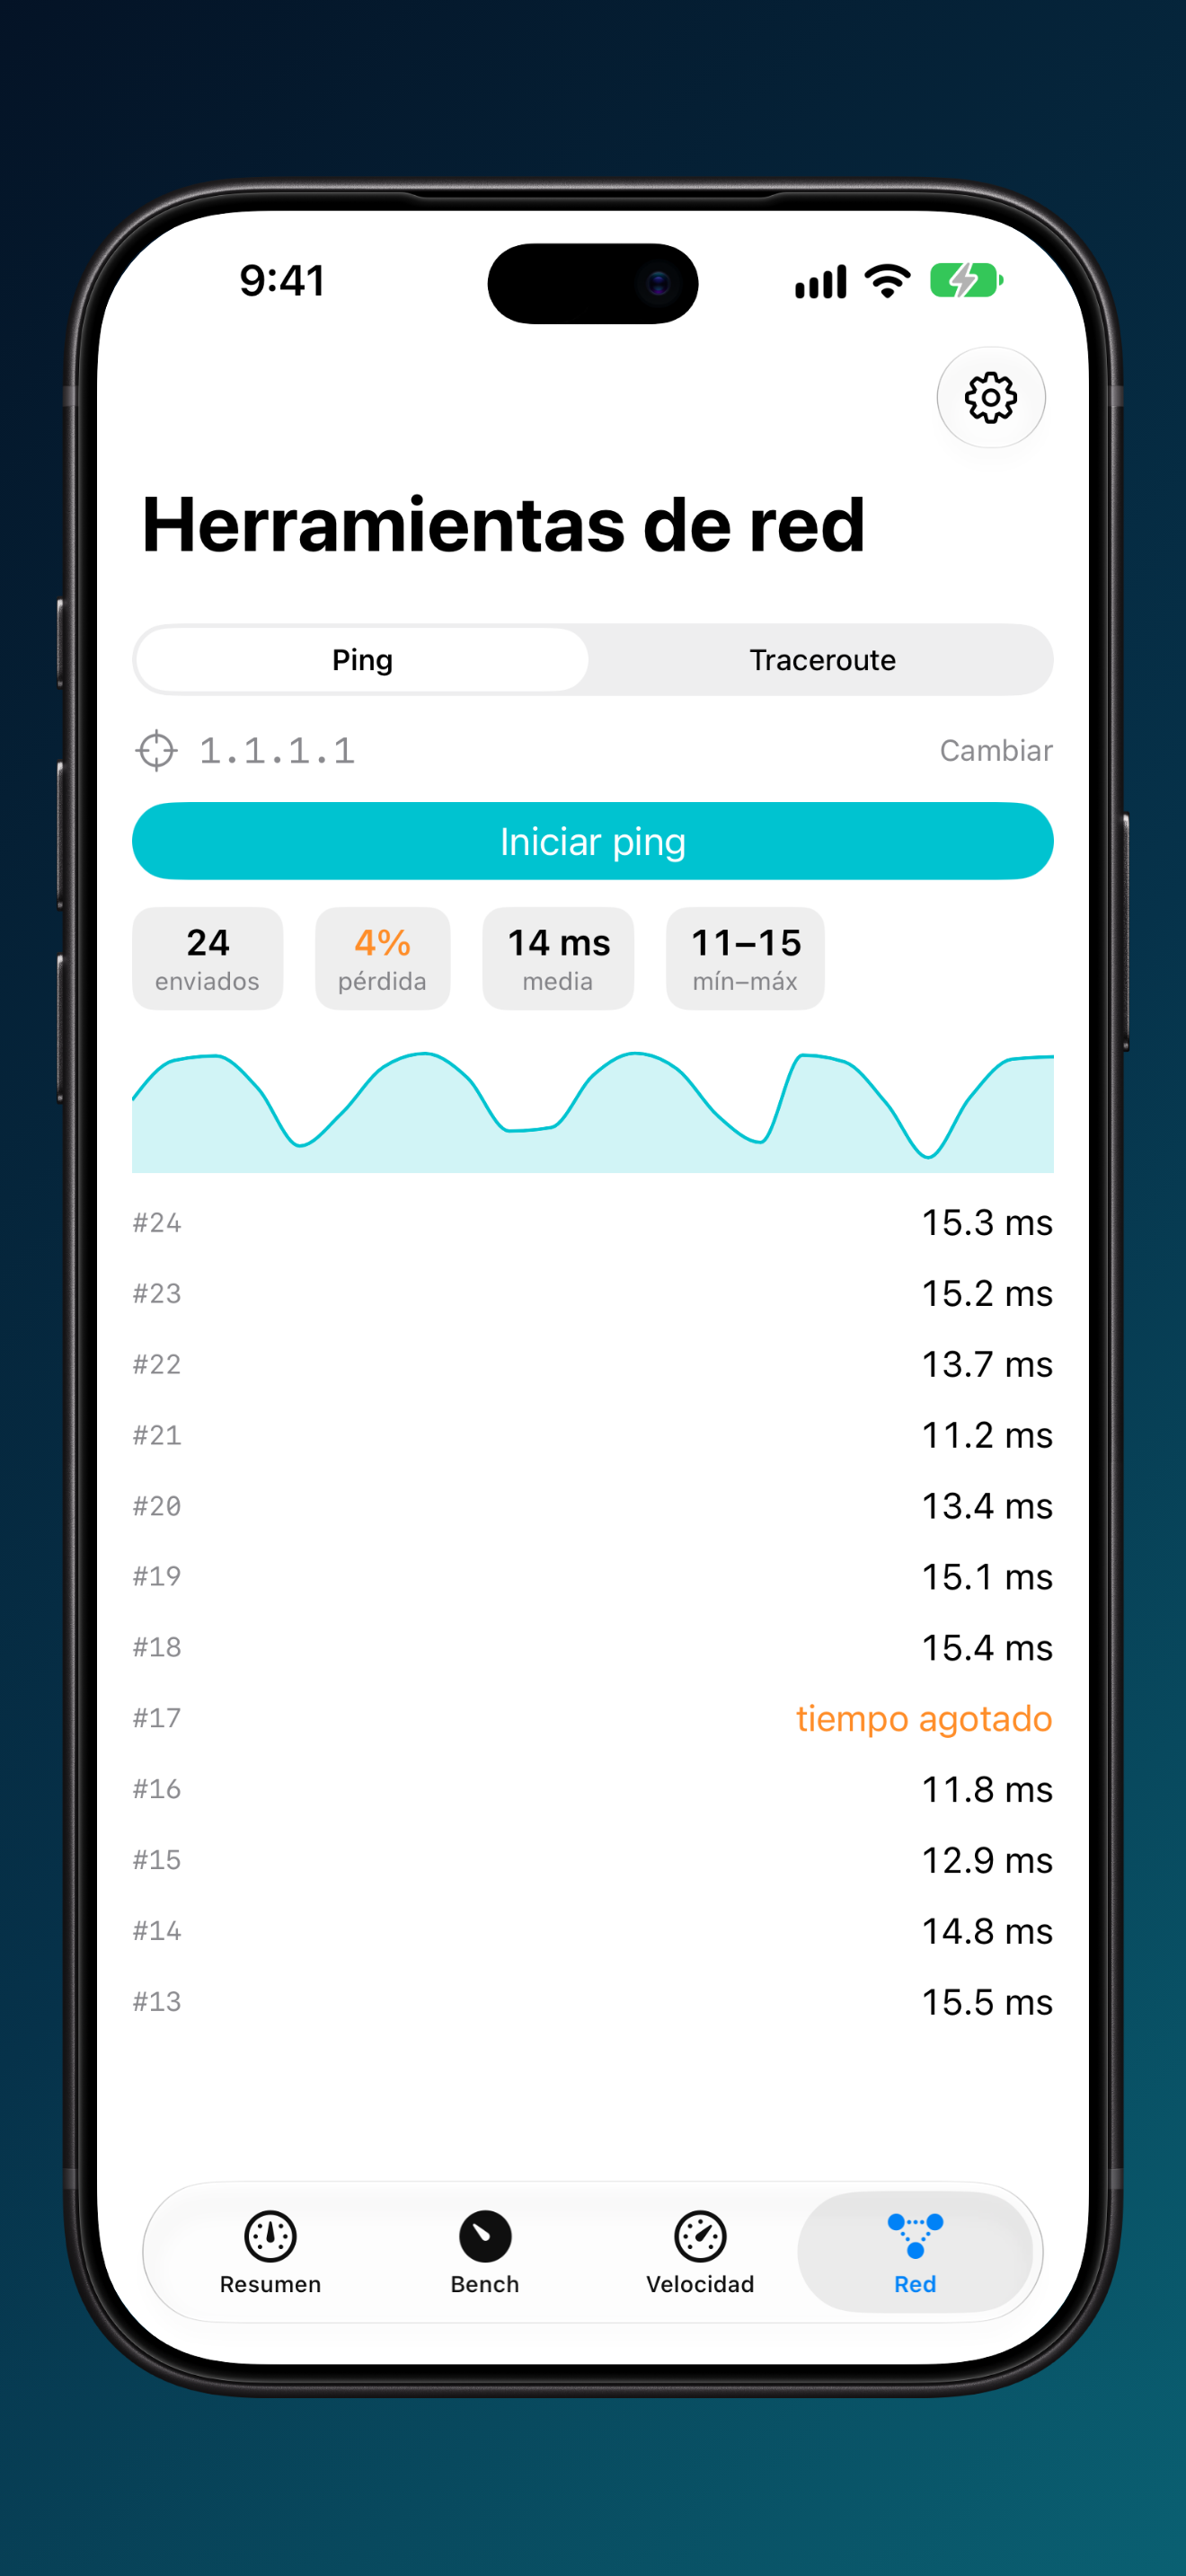 9:41
Herramientas de red
Ping Traceroute
1.1.1.1 Cambiar
Iniciar ping
24 4% 14 ms 11–15
enviados pérdida media mín–máx
#24 15.3 ms
#23 15.2 ms
#22 13.7 ms
#21 11.2 ms
#20 13.4 ms
#19 15.1 ms
#18 15.4 ms
#17 tiempo agotado
#16 11.8 ms
#15 12.9 ms
#14 14.8 ms
#13 15.5 ms
Resumen Bench Velocidad Red